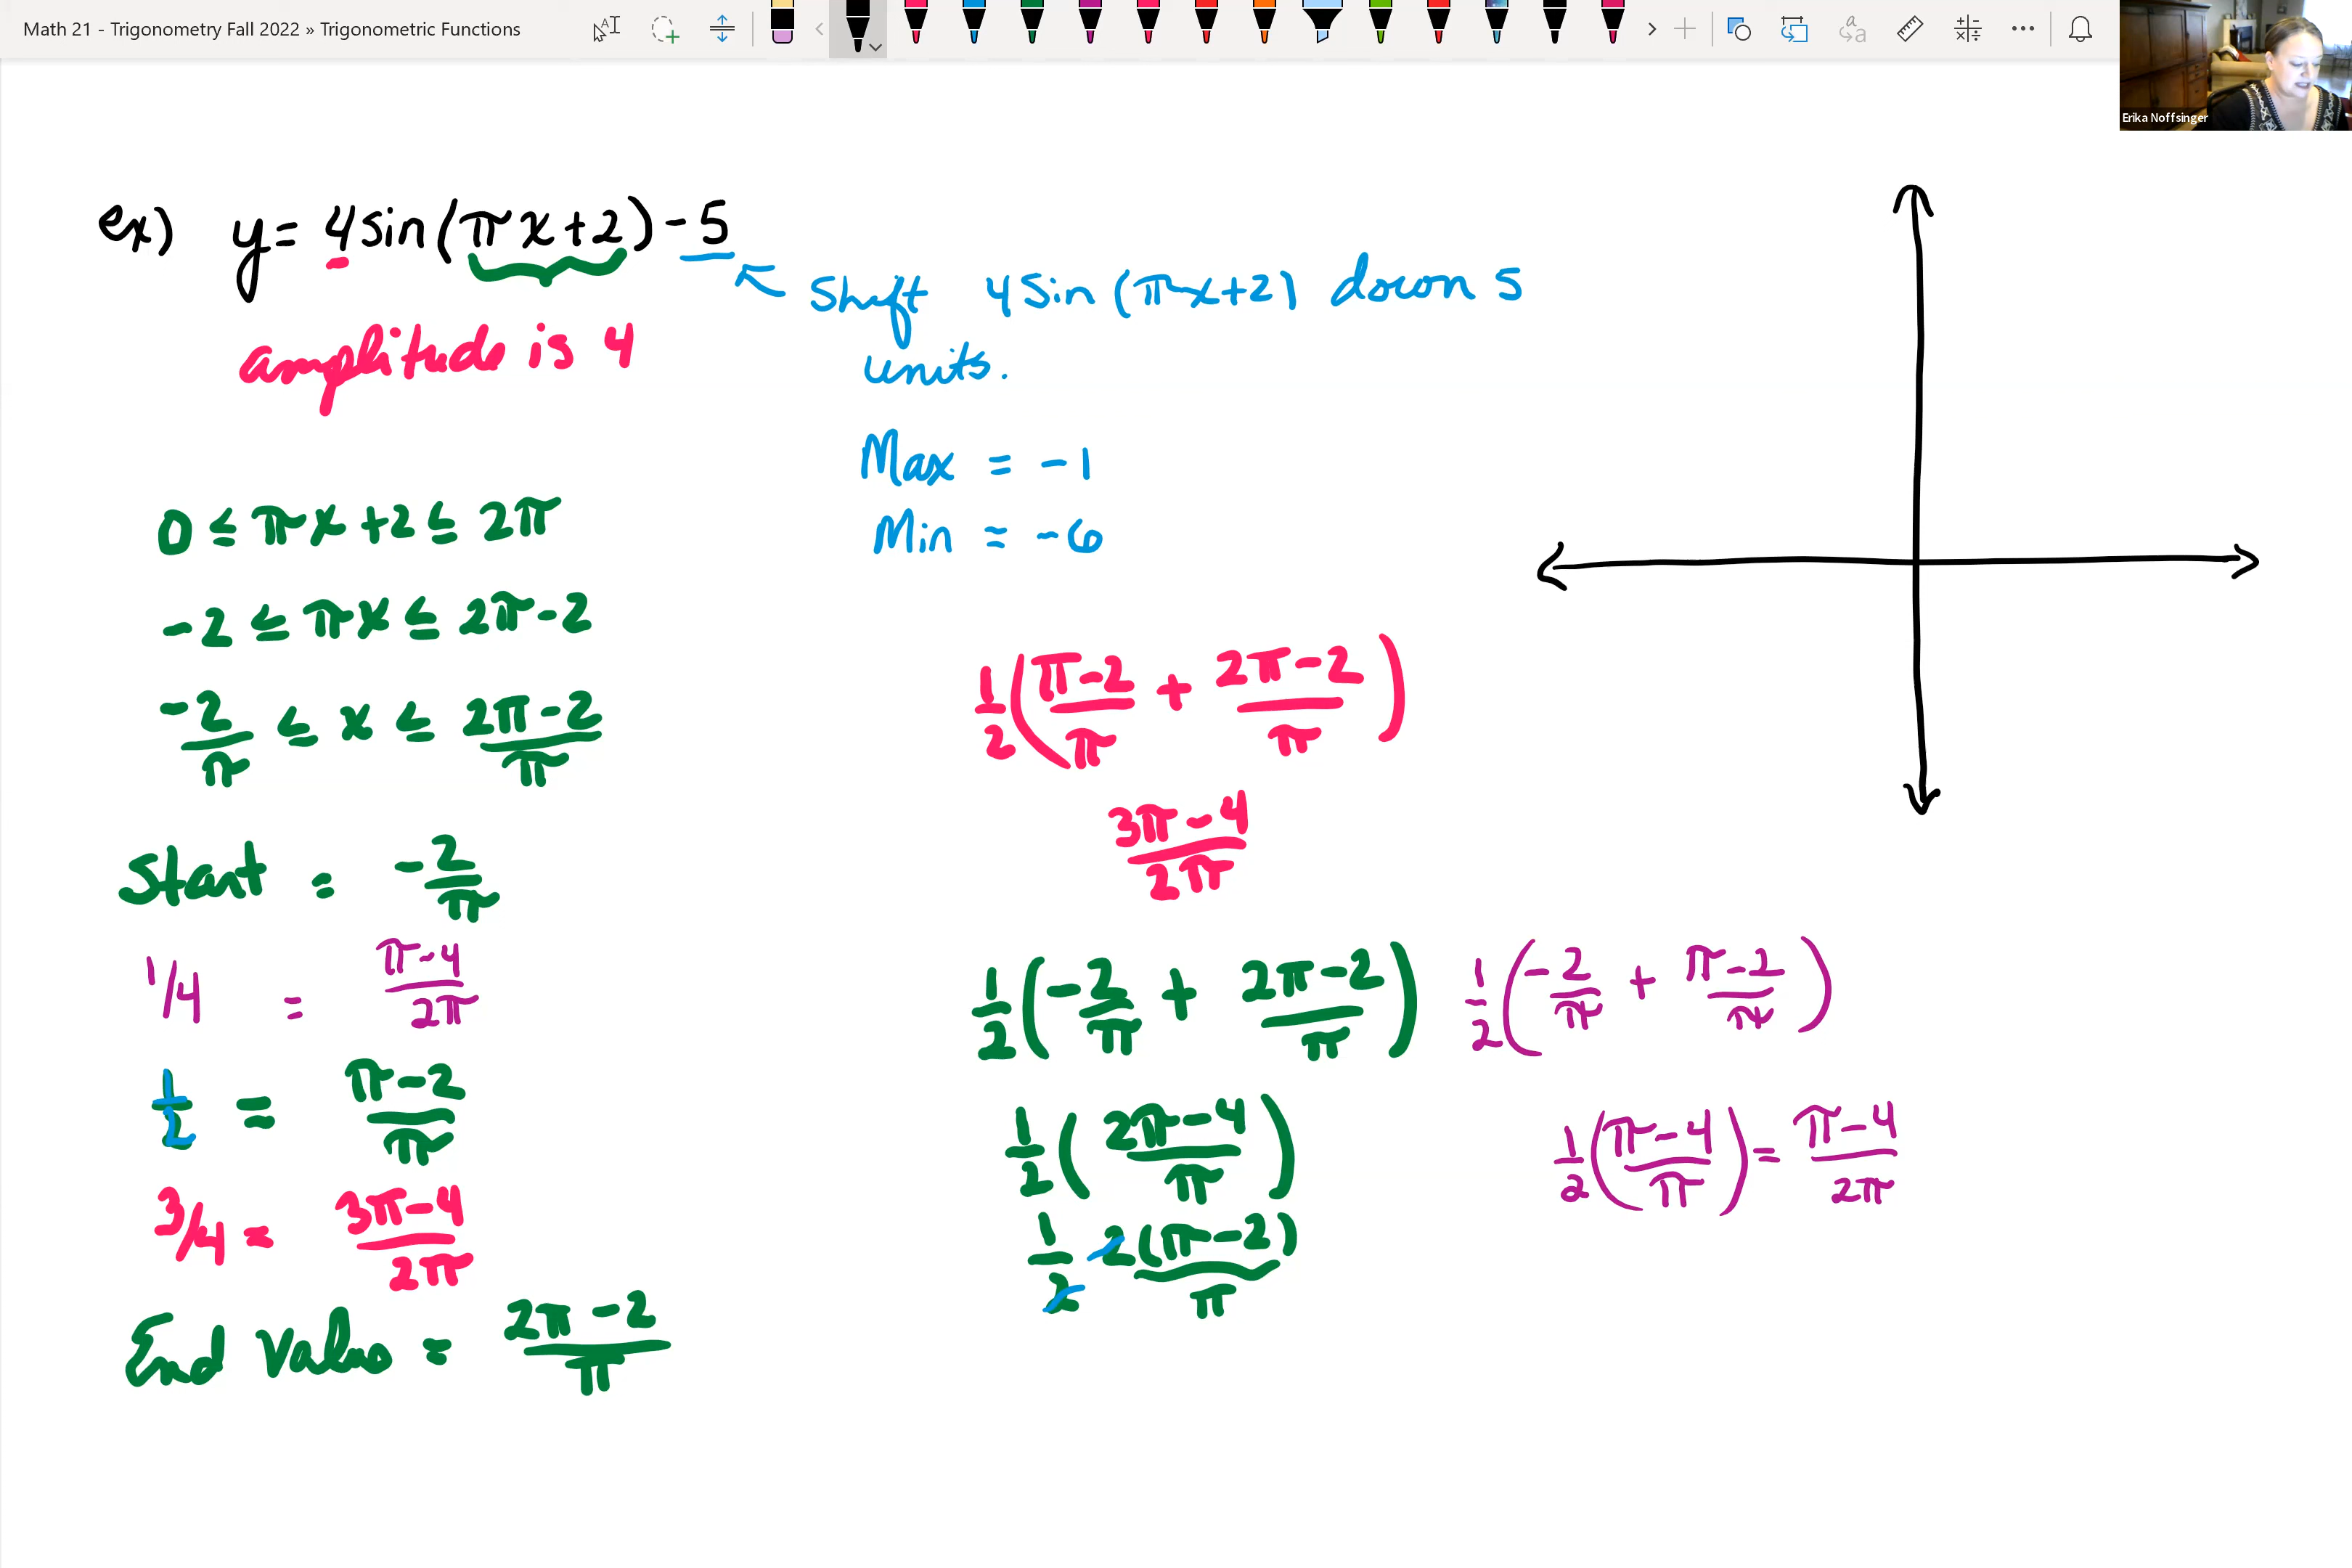 Math 21 - Trigonometry Fall 2022 » Trigonometric Functions
Erika Noffsinger
ex) y = 4sin(πx+2) -5
Shift 4sin(πx+2) down 5
units.
amplitude is 4
Max = -1
Min = -6
0 ≤ πx +2 ≤ 2π
-2 ≤ πx ≤ 2π-2
-2/π ≤ x ≤ (2π-2)/π
Start = -2/π
1/4 = (π-4)/2π
1/2 = (π-2)/π
3/4 = (3π-4)/2π
End Value = (2π-2)/π
1/2((π-2)/π + (2π-2)/π)
(3π-4)/2π
1/2(-2/π + (2π-2)/π)
1/2((2π-4)/π)
1/2 2(π-2)/π
1/2(-2/π + (π-2)/π)
1/2((π-4)/π) = (π-4)/2π